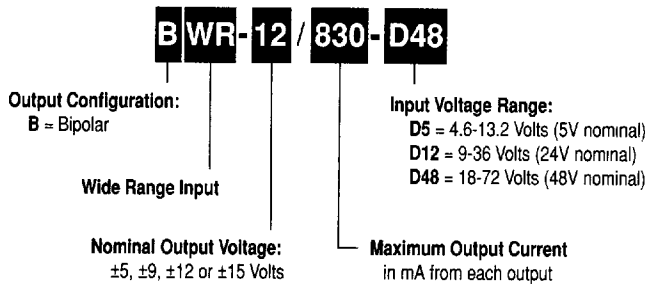 BWR-12/830-D48
Output Configuration:
B = Bipolar
Wide Range Input
Nominal Output Voltage:
±5, ±9, ±12 or ±15 Volts
Input Voltage Range:
D5 = 4.6-13.2 Volts (5V nominal)
D12 = 9-36 Volts (24V nominal)
D48 = 18-72 Volts (48V nominal)
Maximum Output Current
in mA from each output